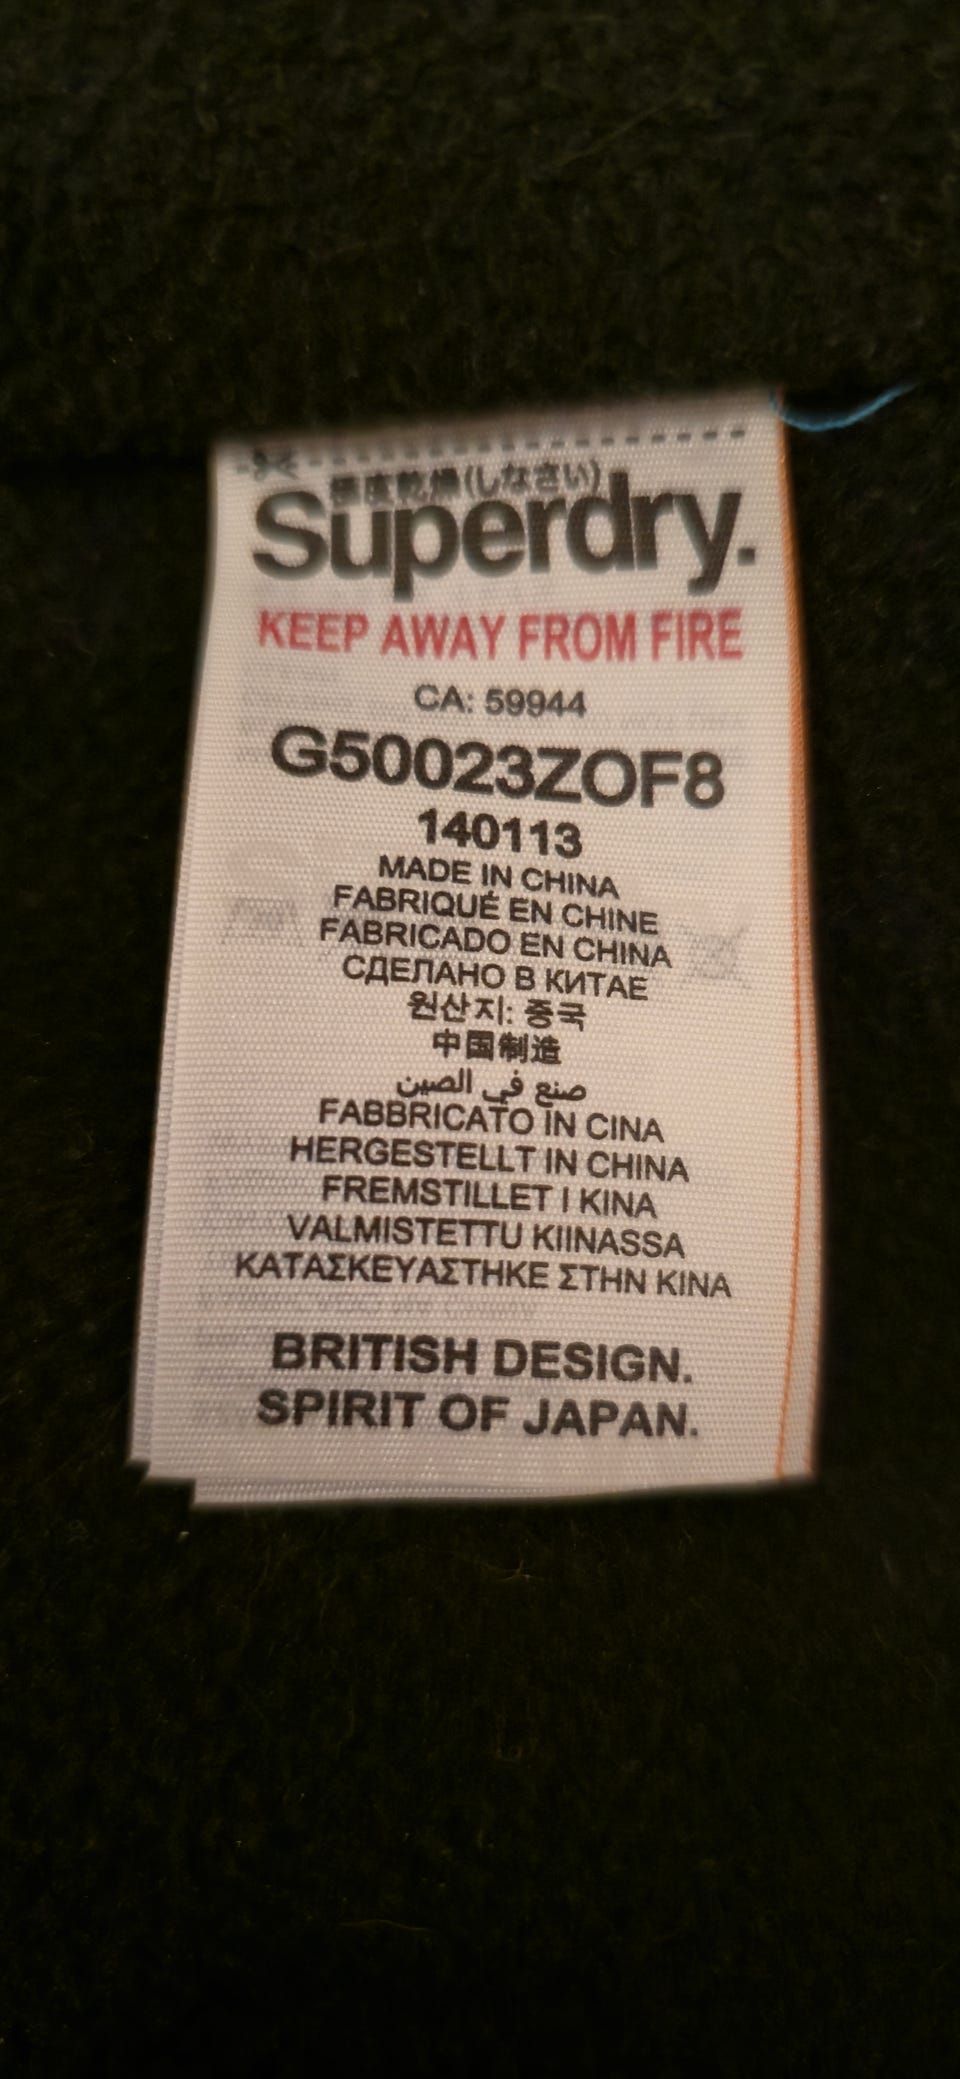 極度乾燥(しなさい)
Superdry.
KEEP AWAY FROM FIRE
CA: 59944
G50023ZOF8
140113
MADE IN CHINA
FABRIQUÉ EN CHINE
FABRICADO EN CHINA
СДЕЛАНО В КИТАЕ
원산지: 중국
中国制造
صنع في الصين
FABBRICATO IN CINA
HERGESTELLT IN CHINA
FREMSTILLET I KINA
VALMISTETTU KIINASSA
ΚΑΤΑΣΚΕΥΑΣΤΗΚΕ ΣΤΗΝ ΚΙΝΑ
BRITISH DESIGN.
SPIRIT OF JAPAN.